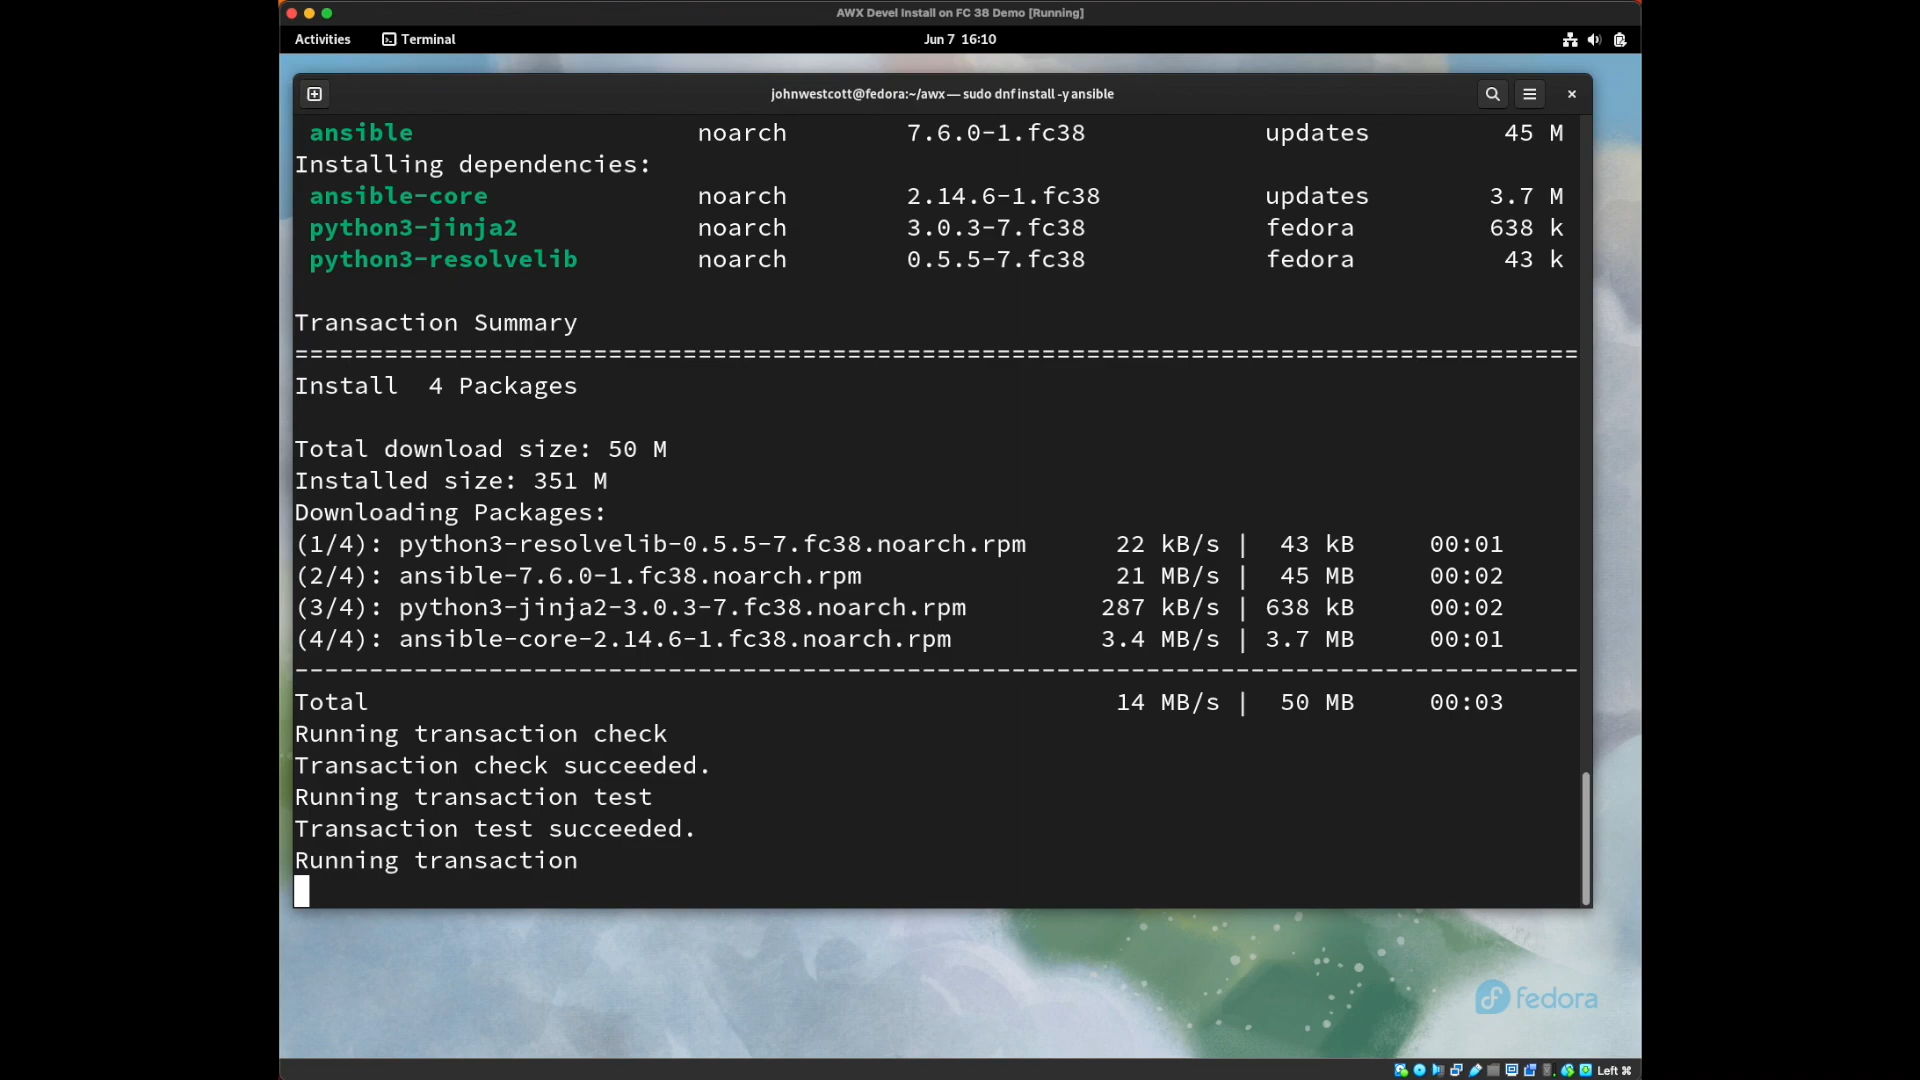 AWX Devel Install on FC 38 Demo [Running]
Activities Terminal Jun 7 16:10
johnwestcott@fedora:~/awx — sudo dnf install -y ansible
ansible noarch 7.6.0-1.fc38 updates 45 M
Installing dependencies:
ansible-core noarch 2.14.6-1.fc38 updates 3.7 M
python3-jinja2 noarch 3.0.3-7.fc38 fedora 638 k
python3-resolvelib noarch 0.5.5-7.fc38 fedora 43 k
Transaction Summary
======================================================================================
Install  4 Packages
Total download size: 50 M
Installed size: 351 M
Downloading Packages:
(1/4): python3-resolvelib-0.5.5-7.fc38.noarch.rpm 22 kB/s | 43 kB 00:01
(2/4): ansible-7.6.0-1.fc38.noarch.rpm 21 MB/s | 45 MB 00:02
(3/4): python3-jinja2-3.0.3-7.fc38.noarch.rpm 287 kB/s | 638 kB 00:02
(4/4): ansible-core-2.14.6-1.fc38.noarch.rpm 3.4 MB/s | 3.7 MB 00:01
--------------------------------------------------------------------------------------
Total 14 MB/s | 50 MB 00:03
Running transaction check
Transaction check succeeded.
Running transaction test
Transaction test succeeded.
Running transaction
fedora
Left ⌘